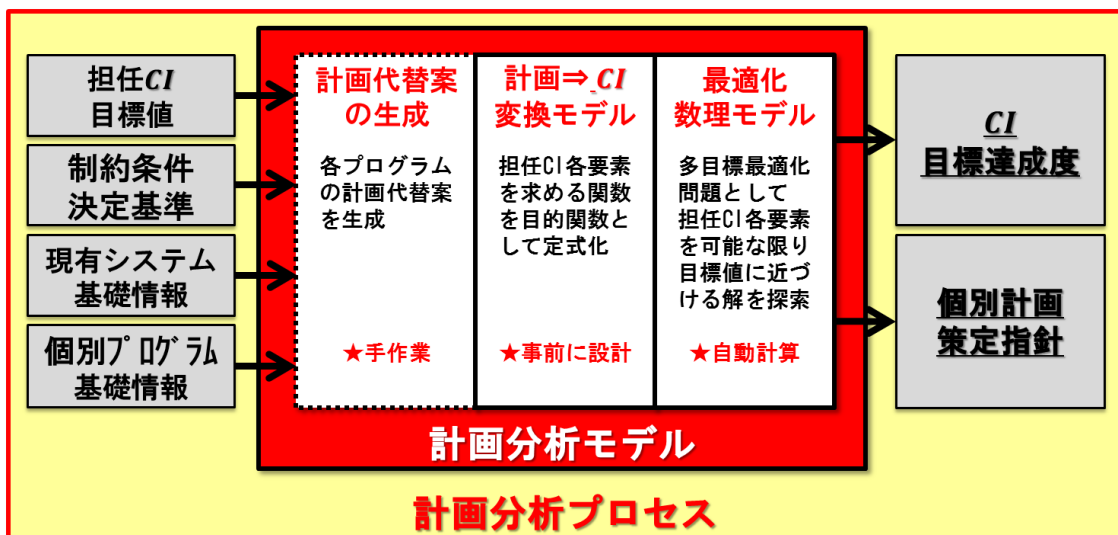 担任CI
目標値
制約条件
決定基準
現有システム
基礎情報
個別プログラム
基礎情報
計画代替案
の生成
各プログラム
の計画代替案
を生成
★手作業
計画⇒CI
変換モデル
担任CI各要素
を求める関数
を目的関数と
して定式化
★事前に設計
最適化
数理モデル
多目標最適化
問題として
担任CI各要素
を可能な限り
目標値に近づ
ける解を探索
★自動計算
計画分析モデル
CI
目標達成度
個別計画
策定指針
計画分析プロセス